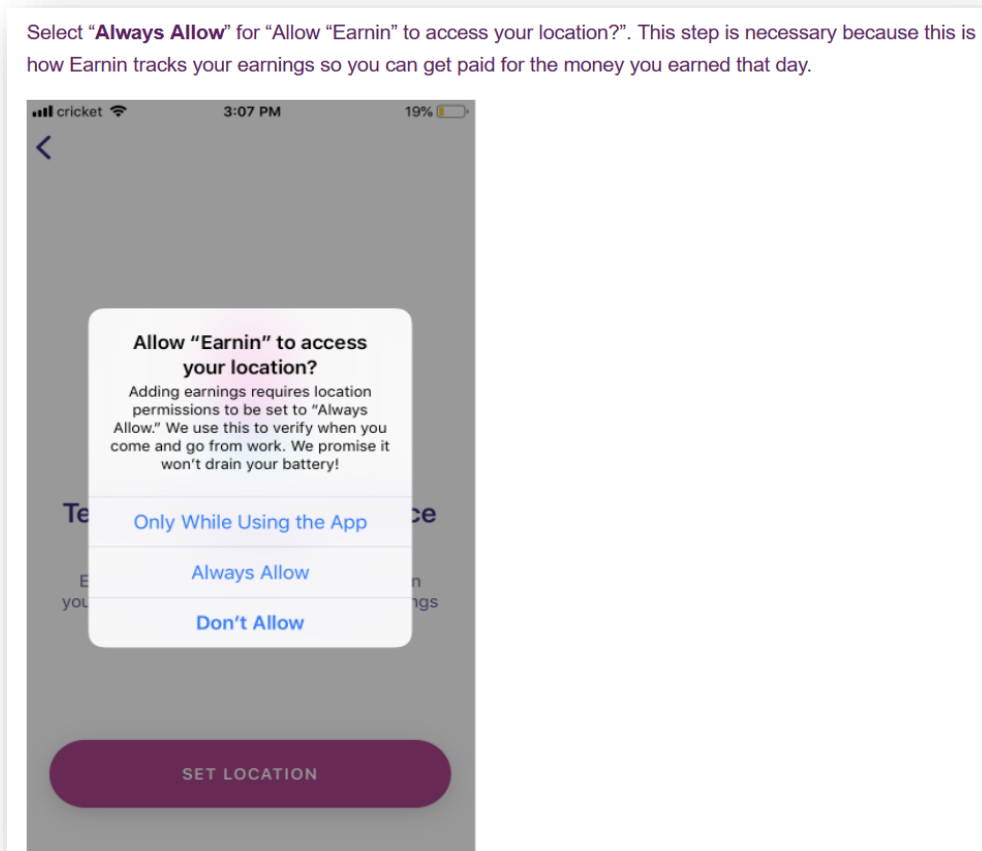 Select “Always Allow” for “Allow “Earnin” to access your location?”. This step is necessary because this is
how Earnin tracks your earnings so you can get paid for the money you earned that day.
cricket 3:07 PM 19%
Allow “Earnin” to access
your location?
Adding earnings requires location
permissions to be set to “Always
Allow.” We use this to verify when you
come and go from work. We promise it
won’t drain your battery!
Only While Using the App
Always Allow
Don’t Allow
SET LOCATION